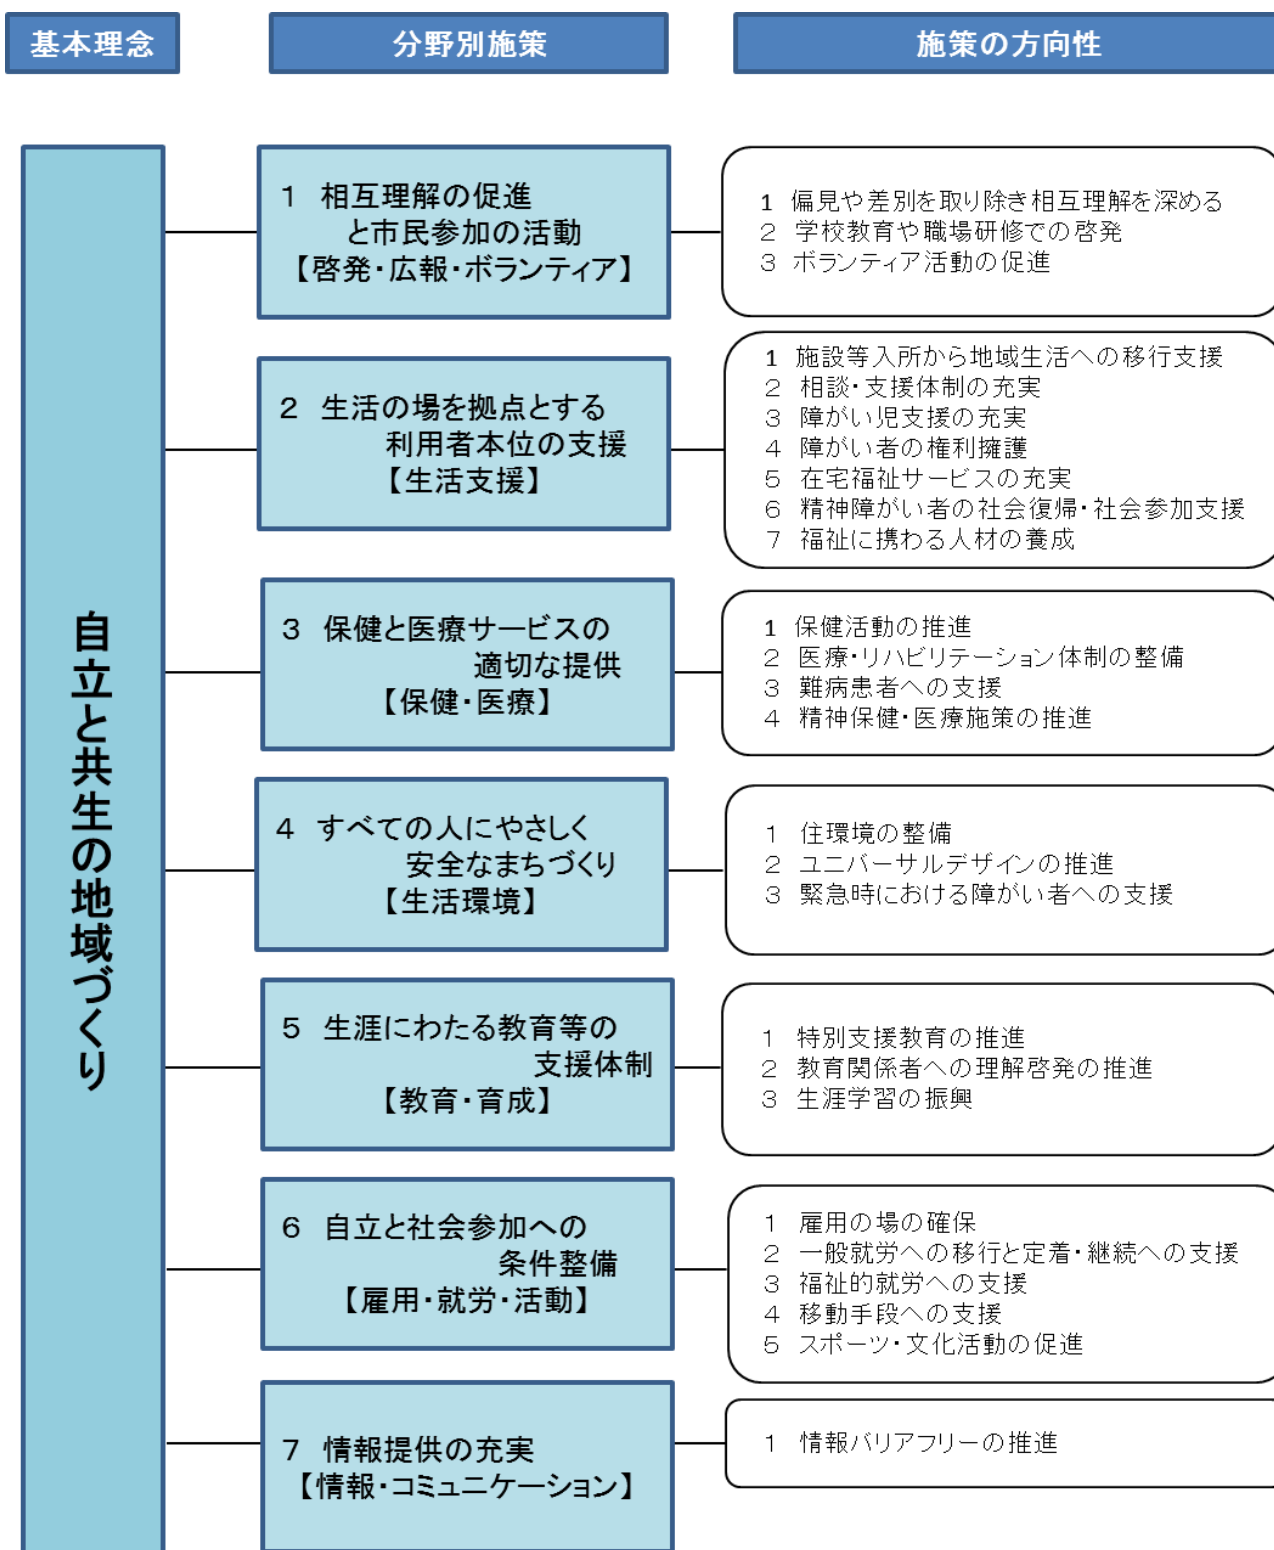 基本理念
分野別施策
施策の方向性
自立と共生の地域づくり
1 相互理解の促進
と市民参加の活動
【啓発・広報・ボランティア】
1 偏見や差別を取り除き相互理解を深める
2 学校教育や職場研修での啓発
3 ボランティア活動の促進
2 生活の場を拠点とする
利用者本位の支援
【生活支援】
1 施設等入所から地域生活への移行支援
2 相談・支援体制の充実
3 障がい児支援の充実
4 障がい者の権利擁護
5 在宅福祉サービスの充実
6 精神障がい者の社会復帰・社会参加支援
7 福祉に携わる人材の養成
3 保健と医療サービスの
適切な提供
【保健・医療】
1 保健活動の推進
2 医療・リハビリテーション体制の整備
3 難病患者への支援
4 精神保健・医療施策の推進
4 すべての人にやさしく
安全なまちづくり
【生活環境】
1 住環境の整備
2 ユニバーサルデザインの推進
3 緊急時における障がい者への支援
5 生涯にわたる教育等の
支援体制
【教育・育成】
1 特別支援教育の推進
2 教育関係者への理解啓発の推進
3 生涯学習の振興
6 自立と社会参加への
条件整備
【雇用・就労・活動】
1 雇用の場の確保
2 一般就労への移行と定着・継続への支援
3 福祉的就労への支援
4 移動手段への支援
5 スポーツ・文化活動の促進
7 情報提供の充実
【情報・コミュニケーション】
1 情報バリアフリーの推進